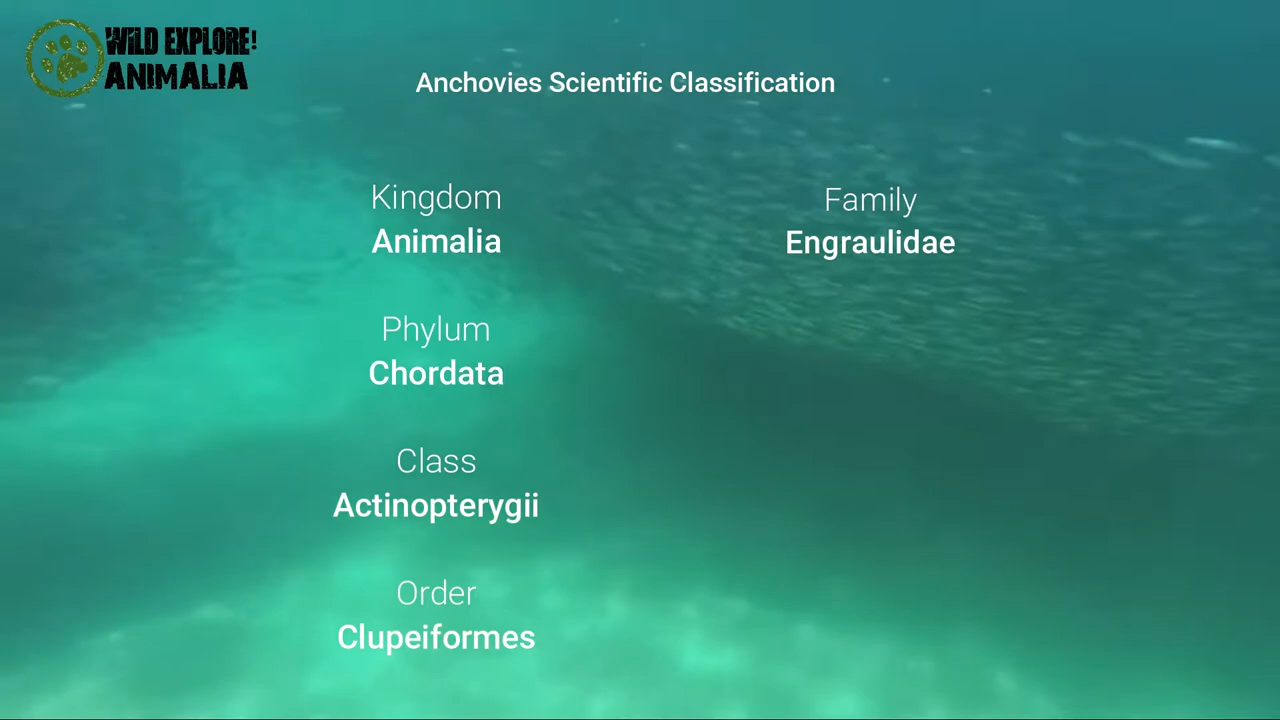 WILD EXPLORE!
ANIMALIA
Anchovies Scientific Classification
Kingdom
Animalia
Phylum
Chordata
Class
Actinopterygii
Order
Clupeiformes
Family
Engraulidae